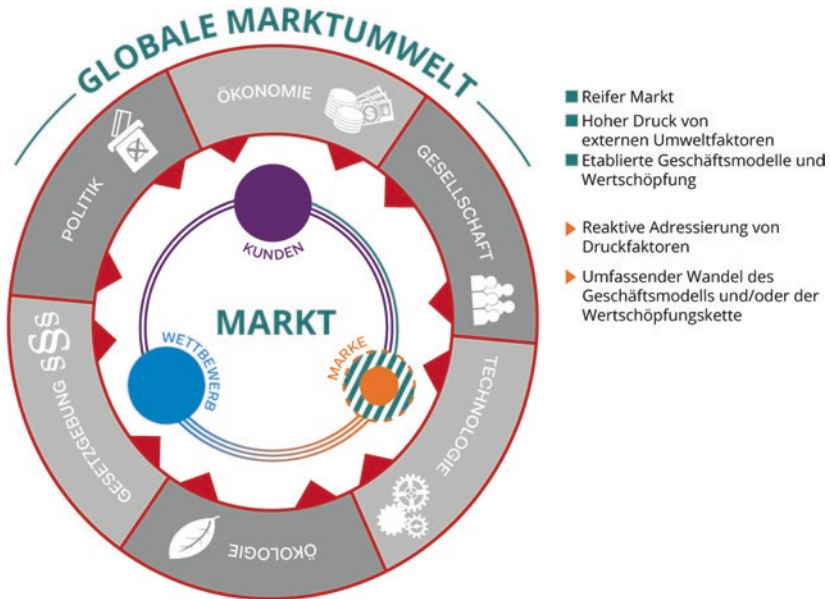 GLOBALE MARKTUMWELT
ÖKONOMIE
POLITIK
GESELLSCHAFT
KUNDEN
MARKT
WETTBEWERB
MARKE
§§§§
GESETZGEBUNG
TECHNOLOGIE
ÖKOLOGIE
Reifer Markt
Hoher Druck von
externen Umweltfaktoren
Etablierte Geschäftsmodelle und
Wertschöpfung
Reaktive Adressierung von
Druckfaktoren
Umfassender Wandel des
Geschäftsmodells und/oder der
Wertschöpfungskette